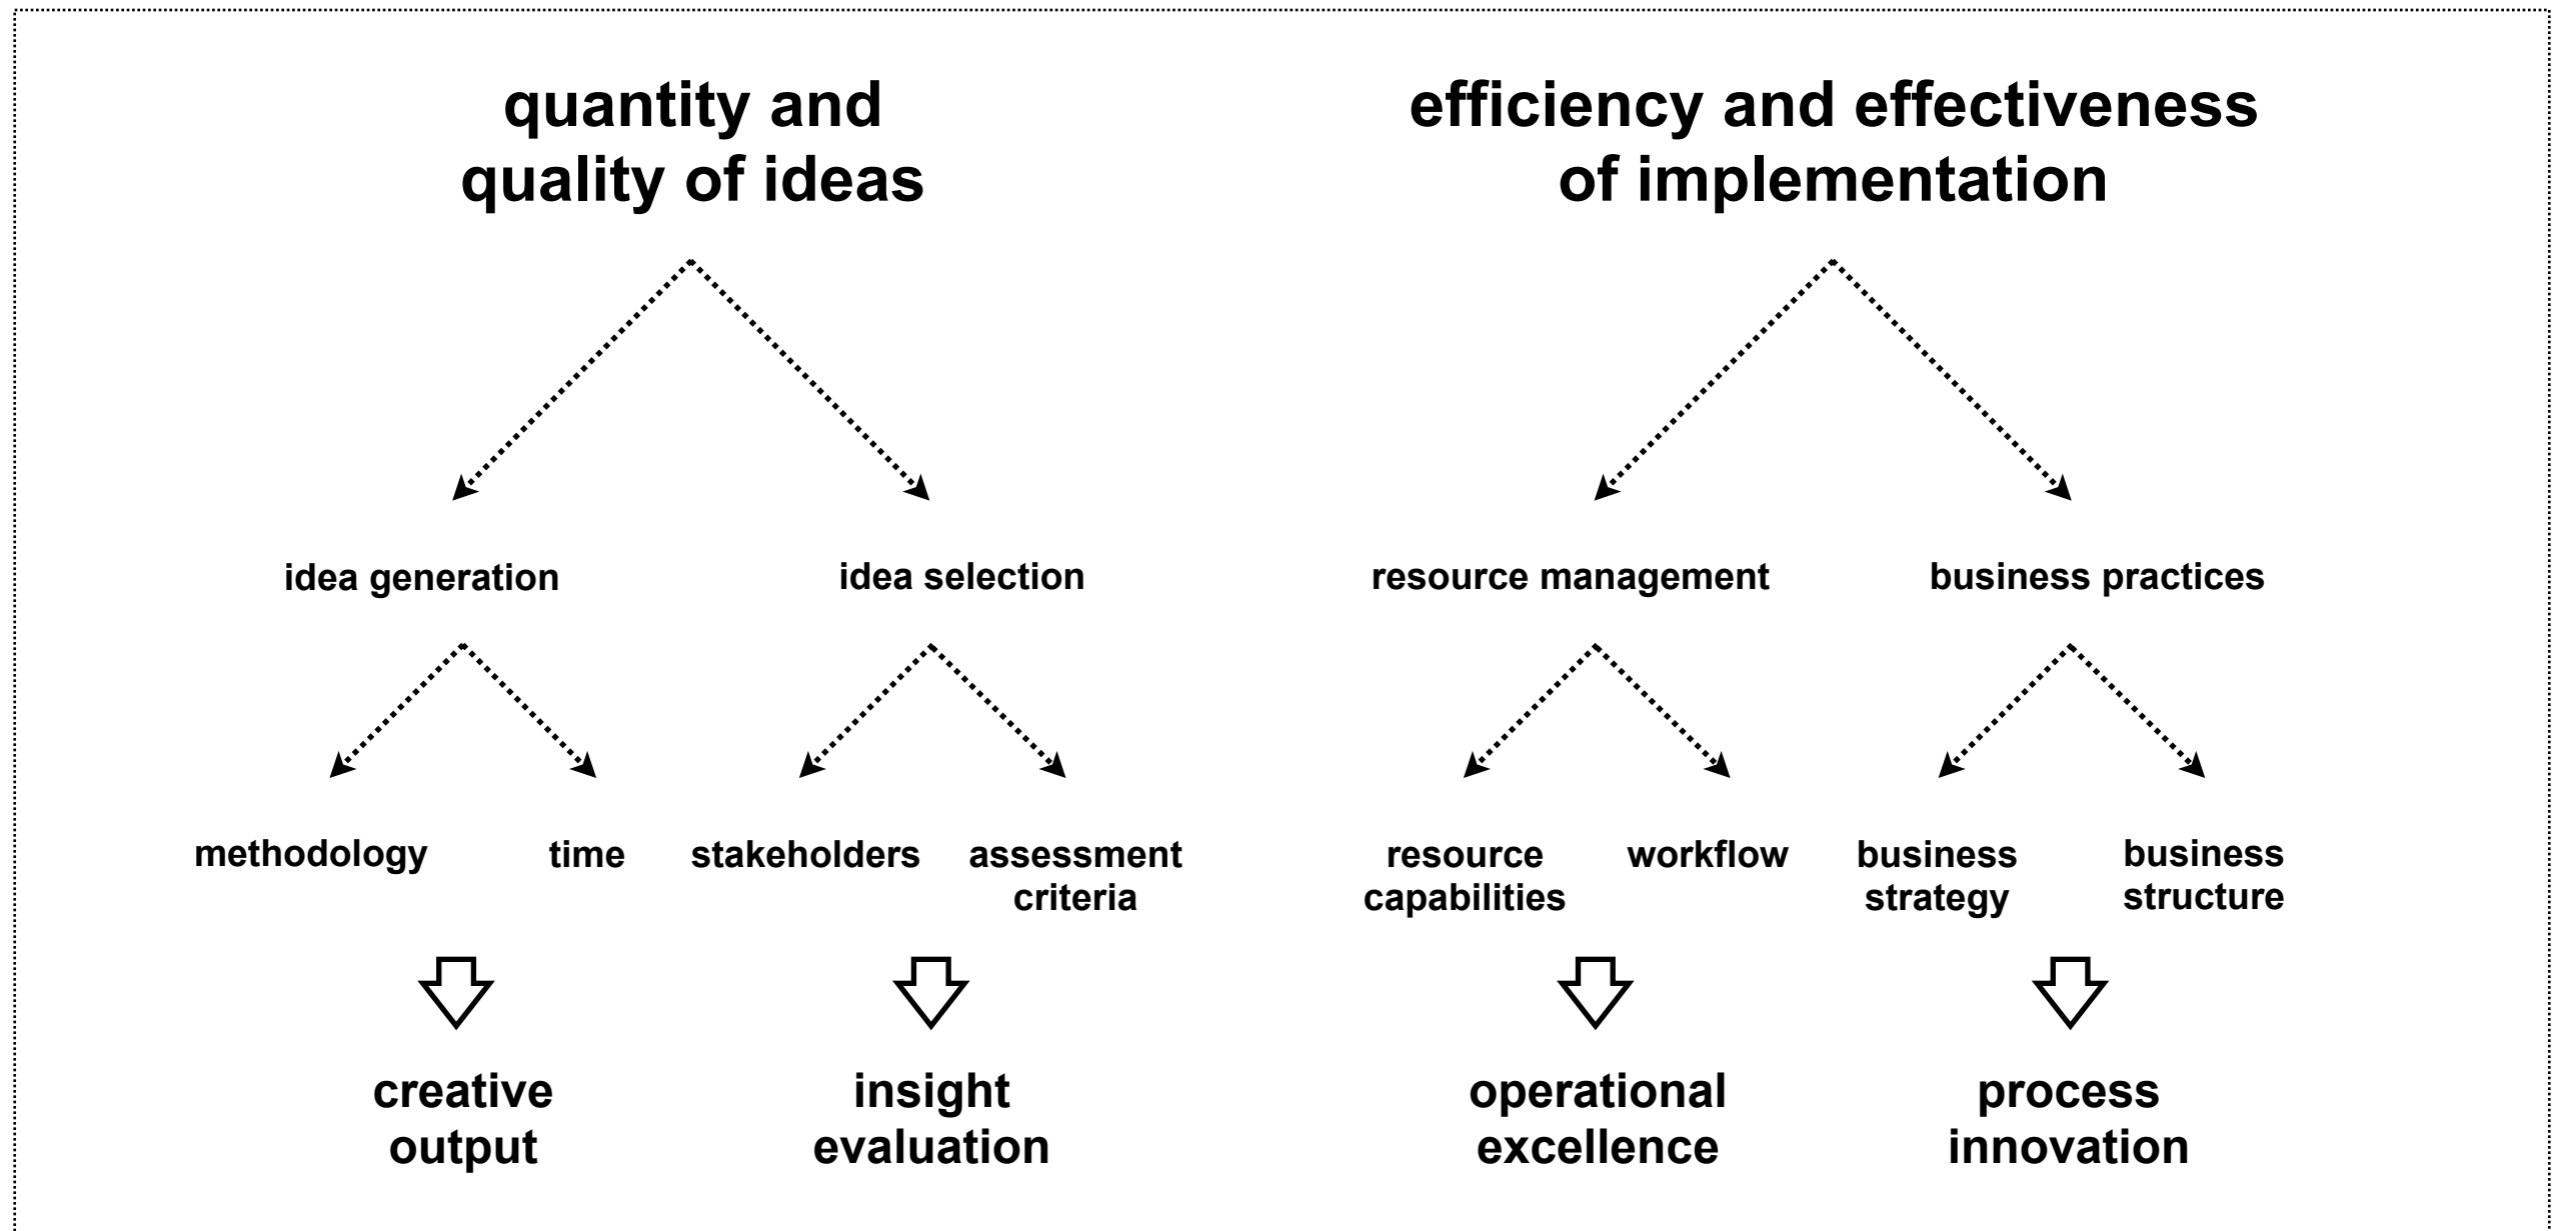 quantity and
quality of ideas
efficiency and effectiveness
of implementation
idea generation
idea selection
resource management
business practices
methodology
time
stakeholders
assessment
criteria
resource
capabilities
workflow
business
strategy
business
structure
creative
output
insight
evaluation
operational
excellence
process
innovation